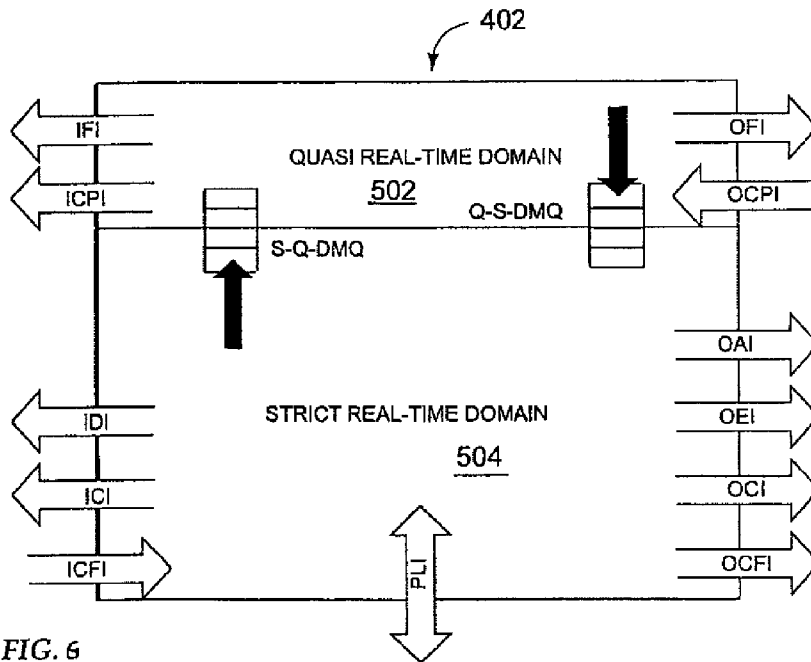 402
IFI
OFI
QUASI REAL-TIME DOMAIN
502
ICPI
OCPI
Q-S-DMQ
S-Q-DMQ
OAI
IDI
STRICT REAL-TIME DOMAIN
OEI
504
ICI
OCI
ICFI
PLI
OCFI
FIG. 6